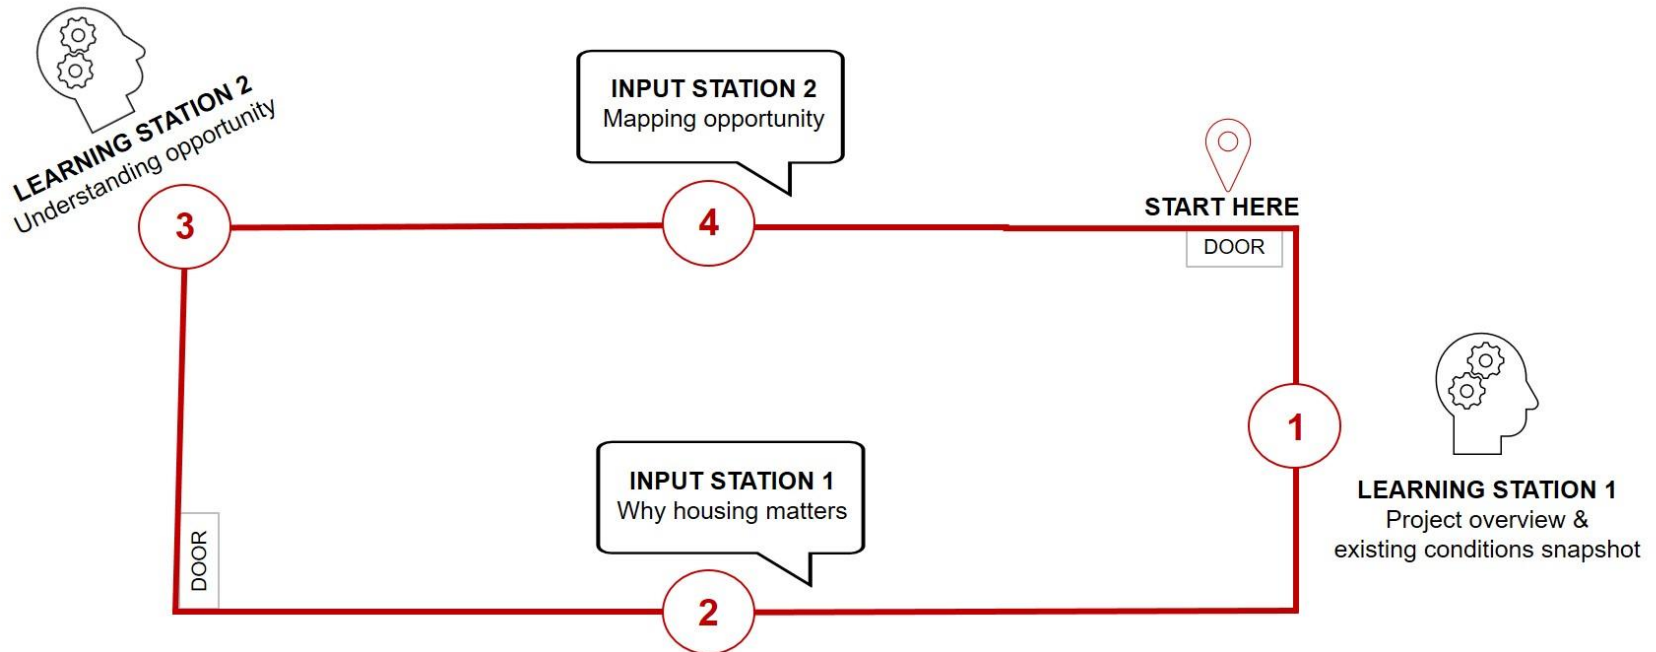 LEARNING STATION 2
Understanding opportunity
INPUT STATION 2
Mapping opportunity
START HERE
DOOR
3
4
1
LEARNING STATION 1
Project overview &
existing conditions snapshot
INPUT STATION 1
Why housing matters
DOOR
2